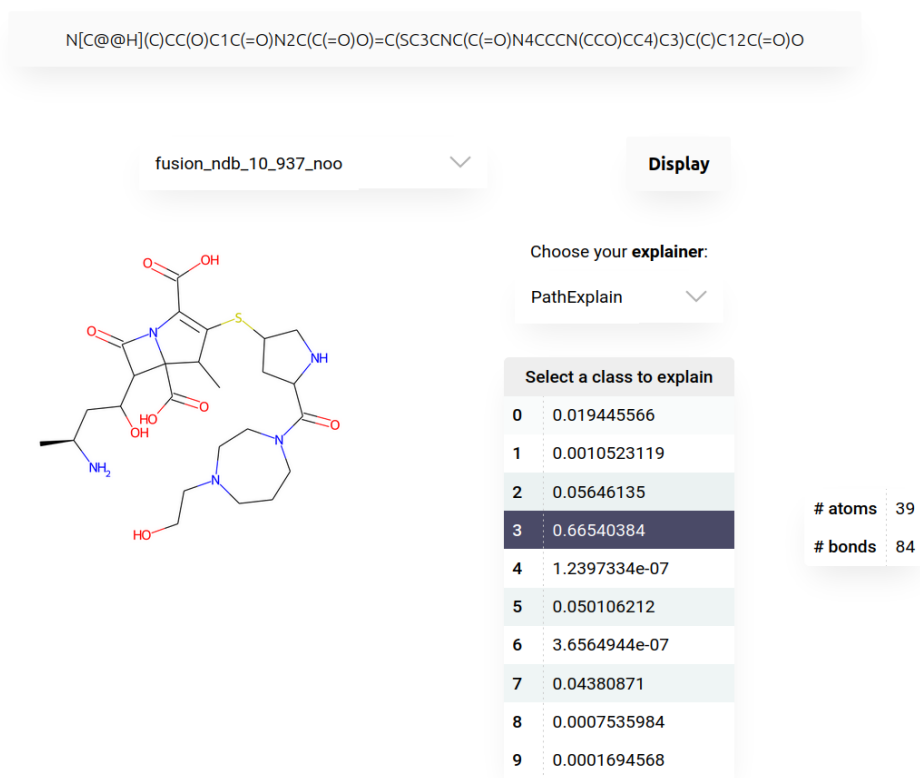 N[C@@H](C)CC(O)C1C(=O)N2C(C(=O)O)=C(SC3CNC(C(=O)N4CCCN(CCO)CC4)C3)C(C)C12C(=O)O
fusion_ndb_10_937_noo
Display
Choose your explainer:
PathExplain
Select a class to explain
0 0.019445566
1 0.0010523119
2 0.05646135
3 0.66540384
4 1.2397334e-07
5 0.050106212
6 3.6564944e-07
7 0.04380871
8 0.0007535984
9 0.0001694568
# atoms 39
# bonds 84
O OH
S
O N
NH
O
HO
OH
O
N
NH2
N
HO